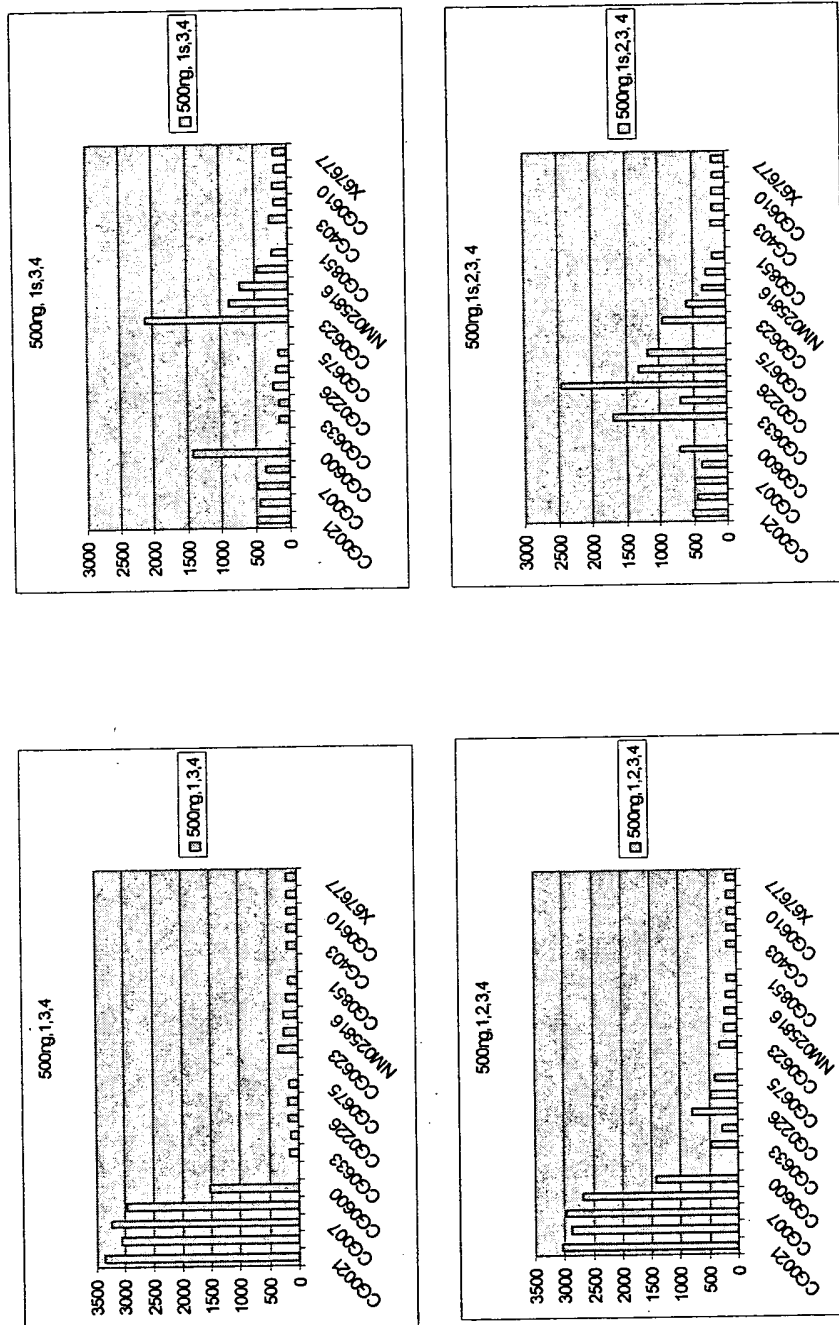 500ng,1,3,4
3500
3000
2500
2000
1500
1000
500
0
CG0021
CG007
CG0600
CG0633
CG0226
CG0675
CG0623
NM025816
CG0851
CG403
CG0610
X67677
500ng,1,3,4
500ng, 1s,3,4
3000
2500
2000
1500
1000
500
0
CG0021
CG007
CG0600
CG0633
CG0226
CG0675
CG0623
NM025816
CG0851
CG403
CG0610
X67677
500ng, 1s,3,4
500ng,1,2,3,4
3500
3000
2500
2000
1500
1000
500
0
CG0021
CG007
CG0600
CG0633
CG0226
CG0675
CG0623
NM025816
CG0851
CG403
CG0610
X67677
500ng,1,2,3,4
500ng,1s,2,3, 4
3000
2500
2000
1500
1000
500
0
CG0021
CG007
CG0600
CG0633
CG0226
CG0675
CG0623
NM025816
CG0851
CG403
CG0610
X67677
500ng,1s,2,3, 4